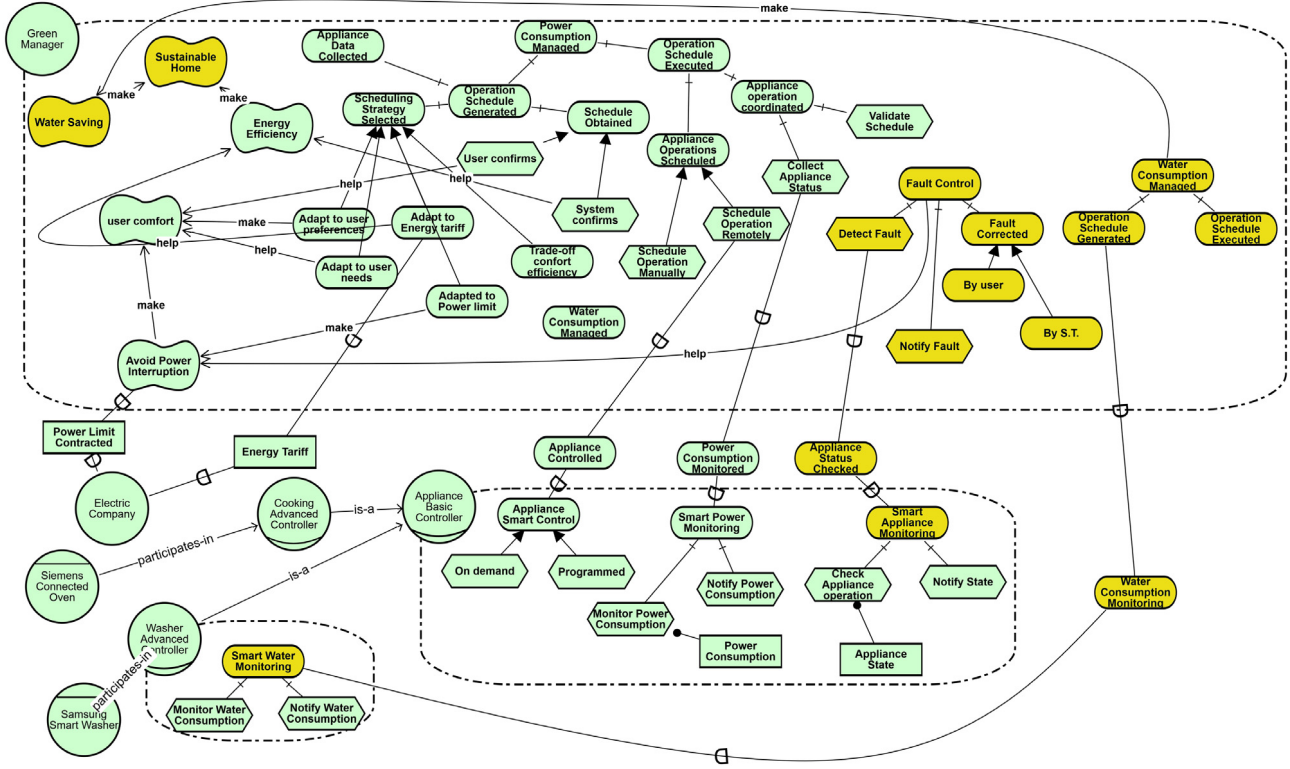 make
Green
Manager
Sustainable
Home
make
make
Water Saving
Energy
Efficiency
Appliance
Data
Collected
Power
Consumption
Managed
Operation
Schedule
Executed
Scheduling
Strategy
Selected
Operation
Schedule
Generated
Schedule
Obtained
Appliance
operation
coordinated
Validate
Schedule
User confirms
Appliance
Operations
Scheduled
Collect
Appliance
Status
help
help
System
confirms
Schedule
Operation
Remotely
user comfort
make
Adapt to user
preferences
Adapt to
Energy tariff
help
help
Adapt to user
needs
Trade-off
confort
efficiency
Schedule
Operation
Manually
Adapted to
Power limit
Water
Consumption
Managed
make
make
Avoid Power
Interruption
help
Fault Control
Detect Fault
Fault
Corrected
By user
By S.T.
Notify Fault
Water
Consumption
Managed
Operation
Schedule
Generated
Operation
Schedule
Executed
Power Limit
Contracted
Energy Tariff
Electric
Company
Cooking
Advanced
Controller
is-a
Appliance
Basic
Controller
participates-in
Siemens
Connected
Oven
is-a
Washer
Advanced
Controller
participates-in
Samsung
Smart Washer
Smart Water
Monitoring
Monitor Water
Consumption
Notify Water
Consumption
Appliance
Controlled
Power
Consumption
Monitored
Appliance
Status
Checked
Appliance
Smart Control
On demand
Programmed
Smart Power
Monitoring
Monitor Power
Consumption
Notify Power
Consumption
Power
Consumption
Smart
Appliance
Monitoring
Check
Appliance
operation
Notify State
Appliance
State
Water
Consumption
Monitoring